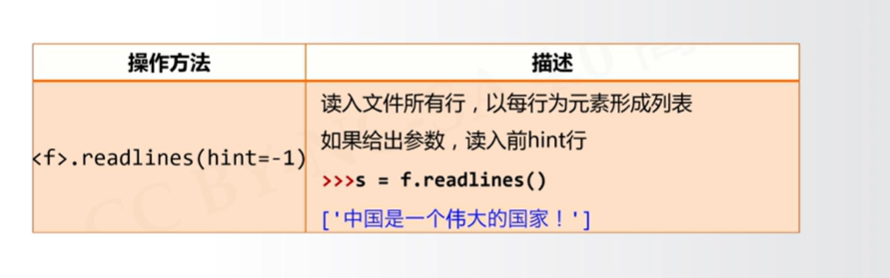 操作方法
描述
<f>.readlines(hint=-1)
读入文件所有行，以每行为元素形成列表
如果给出参数，读入前hint行
>>>s = f.readlines()
['中国是一个伟大的国家！']